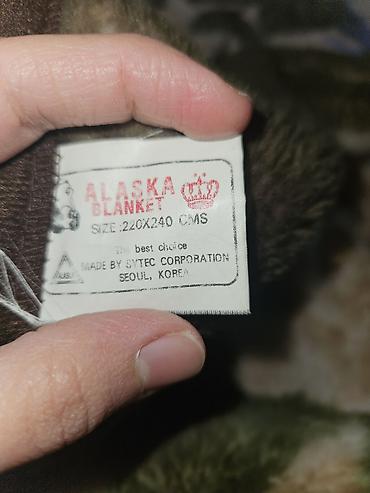 ALASKA
BLANKET
SIZE :220X240 CMS
The best choice
MADE BY SYTEC CORPORATION
SEOUL, KOREA